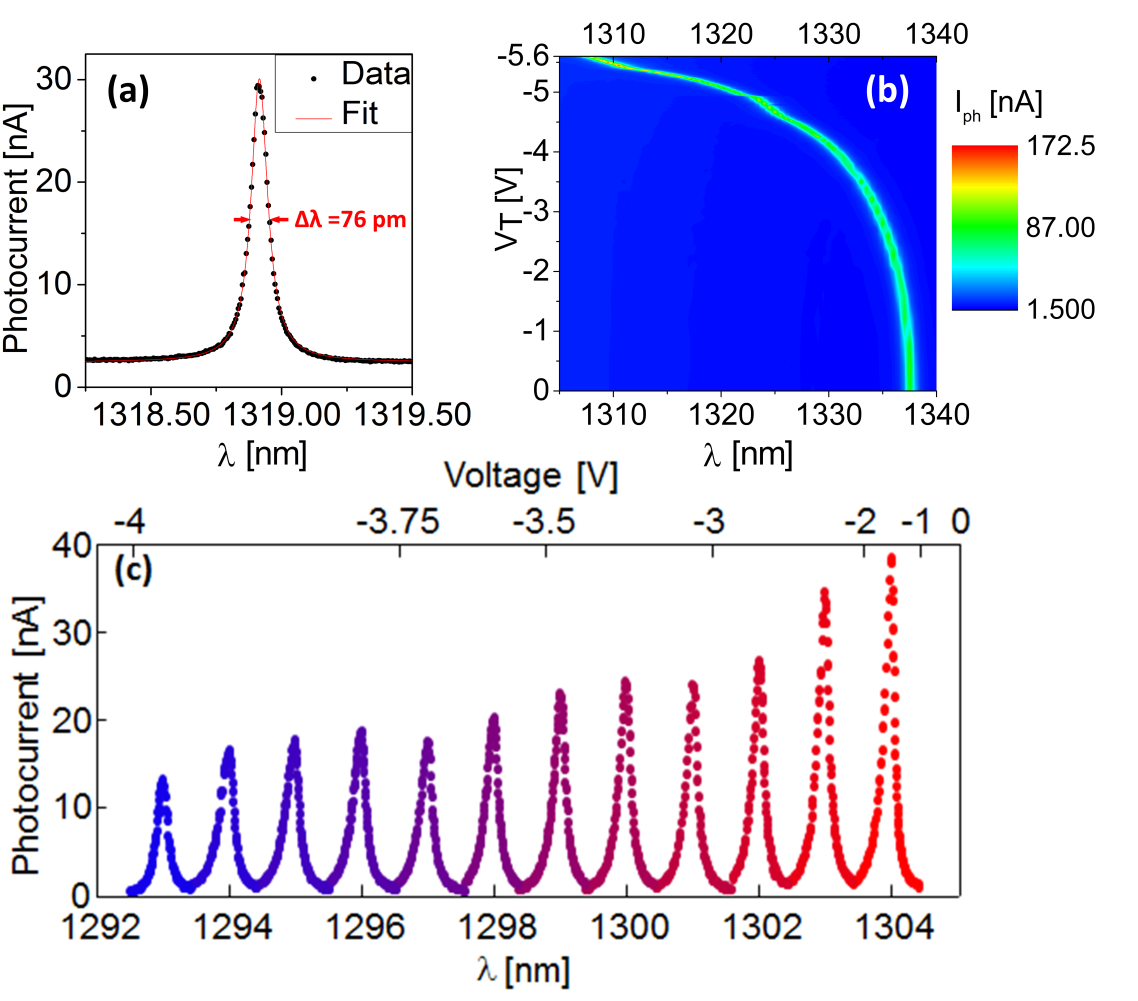 (a)
Data
Fit
Δλ =76 pm
Photocurrent [nA]
30
20
10
0
1318.50 1319.00 1319.50
λ [nm]
1310 1320 1330 1340
(b)
VT [V]
-5.6
-5
-4
-3
-2
-1
0
1310 1320 1330 1340
λ [nm]
Iph [nA]
172.5
87.00
1.500
Voltage [V]
-4 -3.75 -3.5 -3 -2 -1 0
(c)
Photocurrent [nA]
40
30
20
10
0
1292 1294 1296 1298 1300 1302 1304
λ [nm]